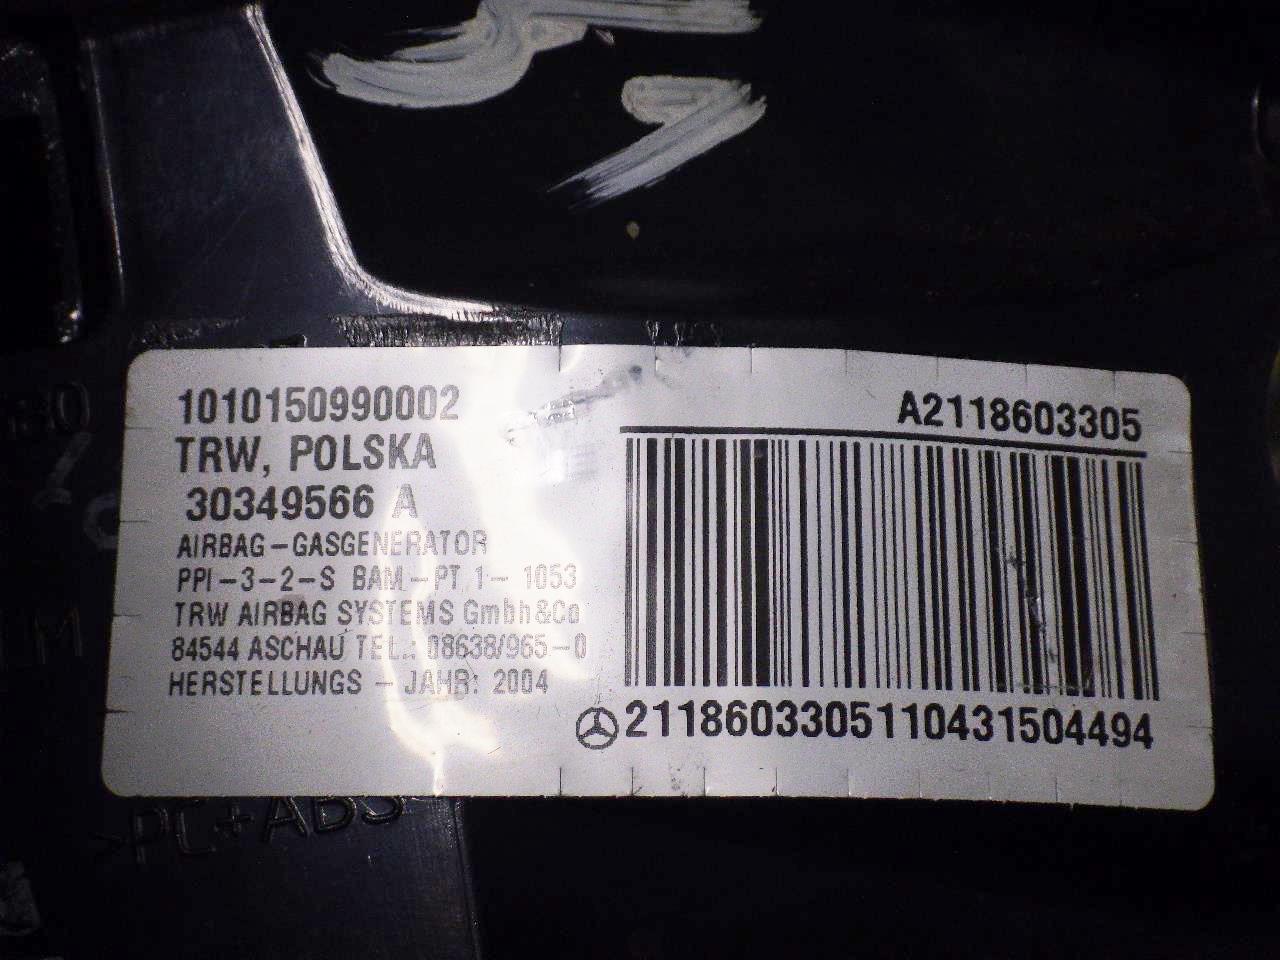 1010150990002
TRW, POLSKA
30349566 A
AIRBAG-GASGENERATOR
PPI-3-2-S BAM-PT.1- 1053
TRW AIRBAG SYSTEMS Gmbh&Co
84544 ASCHAU TEL.: 08638/965-0
HERSTELLUNGS - JAHR: 2004
A2118603305
2118603305110431504494
>PC+ABS<